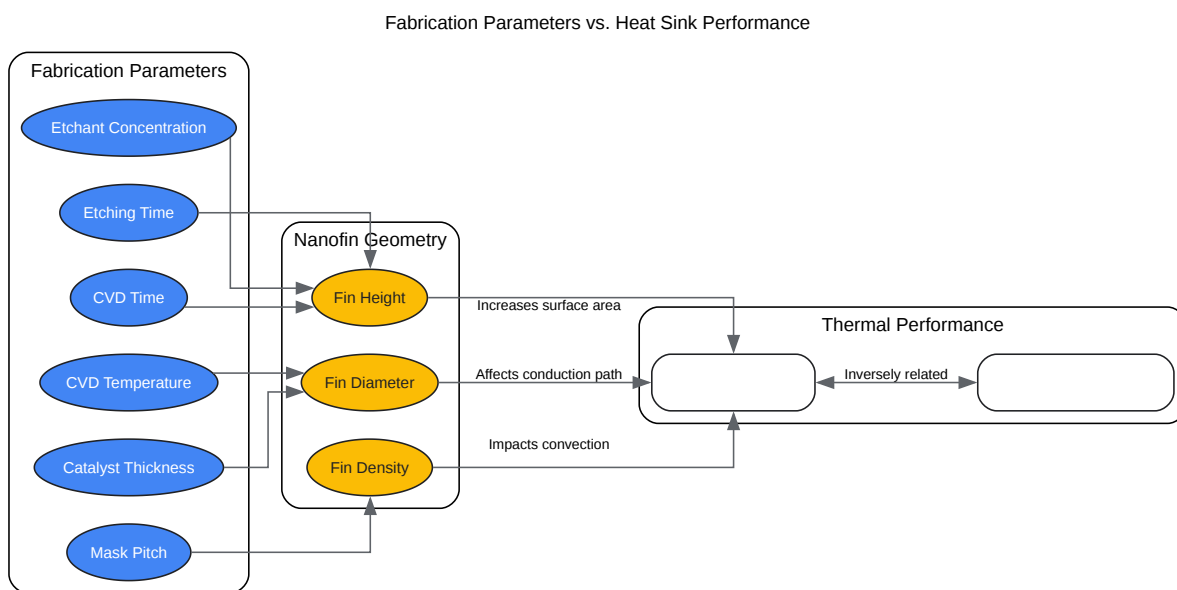 Fabrication Parameters vs. Heat Sink Performance
Fabrication Parameters
Etchant Concentration
Etching Time
CVD Time
CVD Temperature
Catalyst Thickness
Mask Pitch
Nanofin Geometry
Fin Height
Fin Diameter
Fin Density
Increases surface area
Affects conduction path
Impacts convection
Thermal Performance
Inversely related